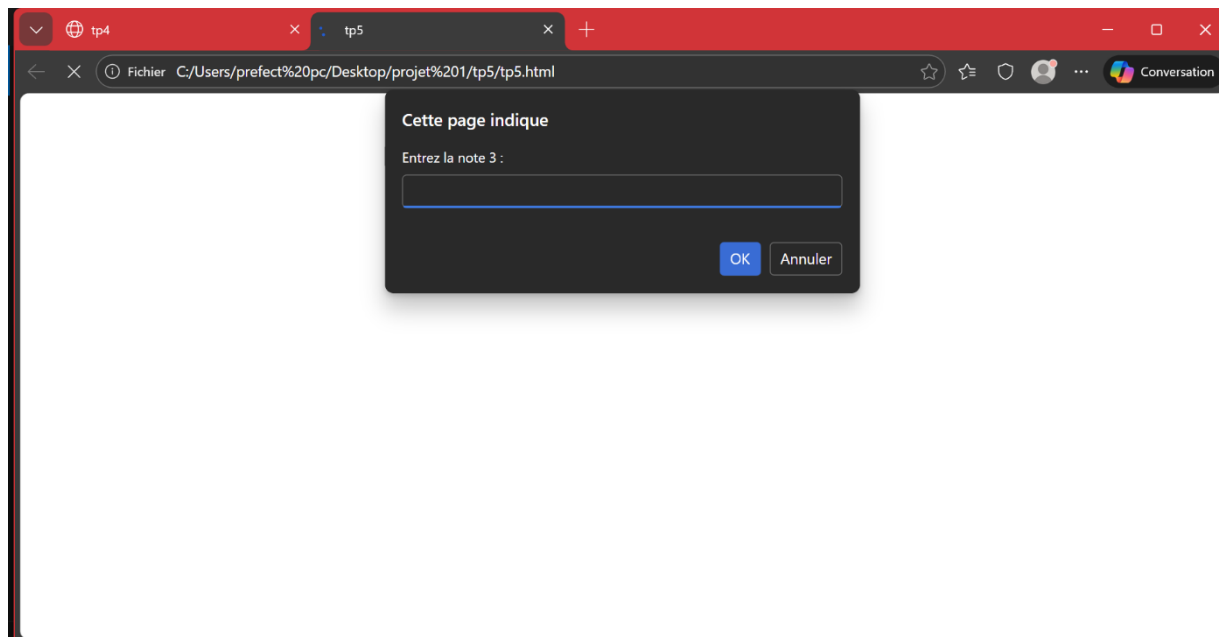 tp4
tp5
Fichier C:/Users/prefect%20pc/Desktop/projet%201/tp5/tp5.html
Conversation
Cette page indique
Entrez la note 3 :
OK Annuler